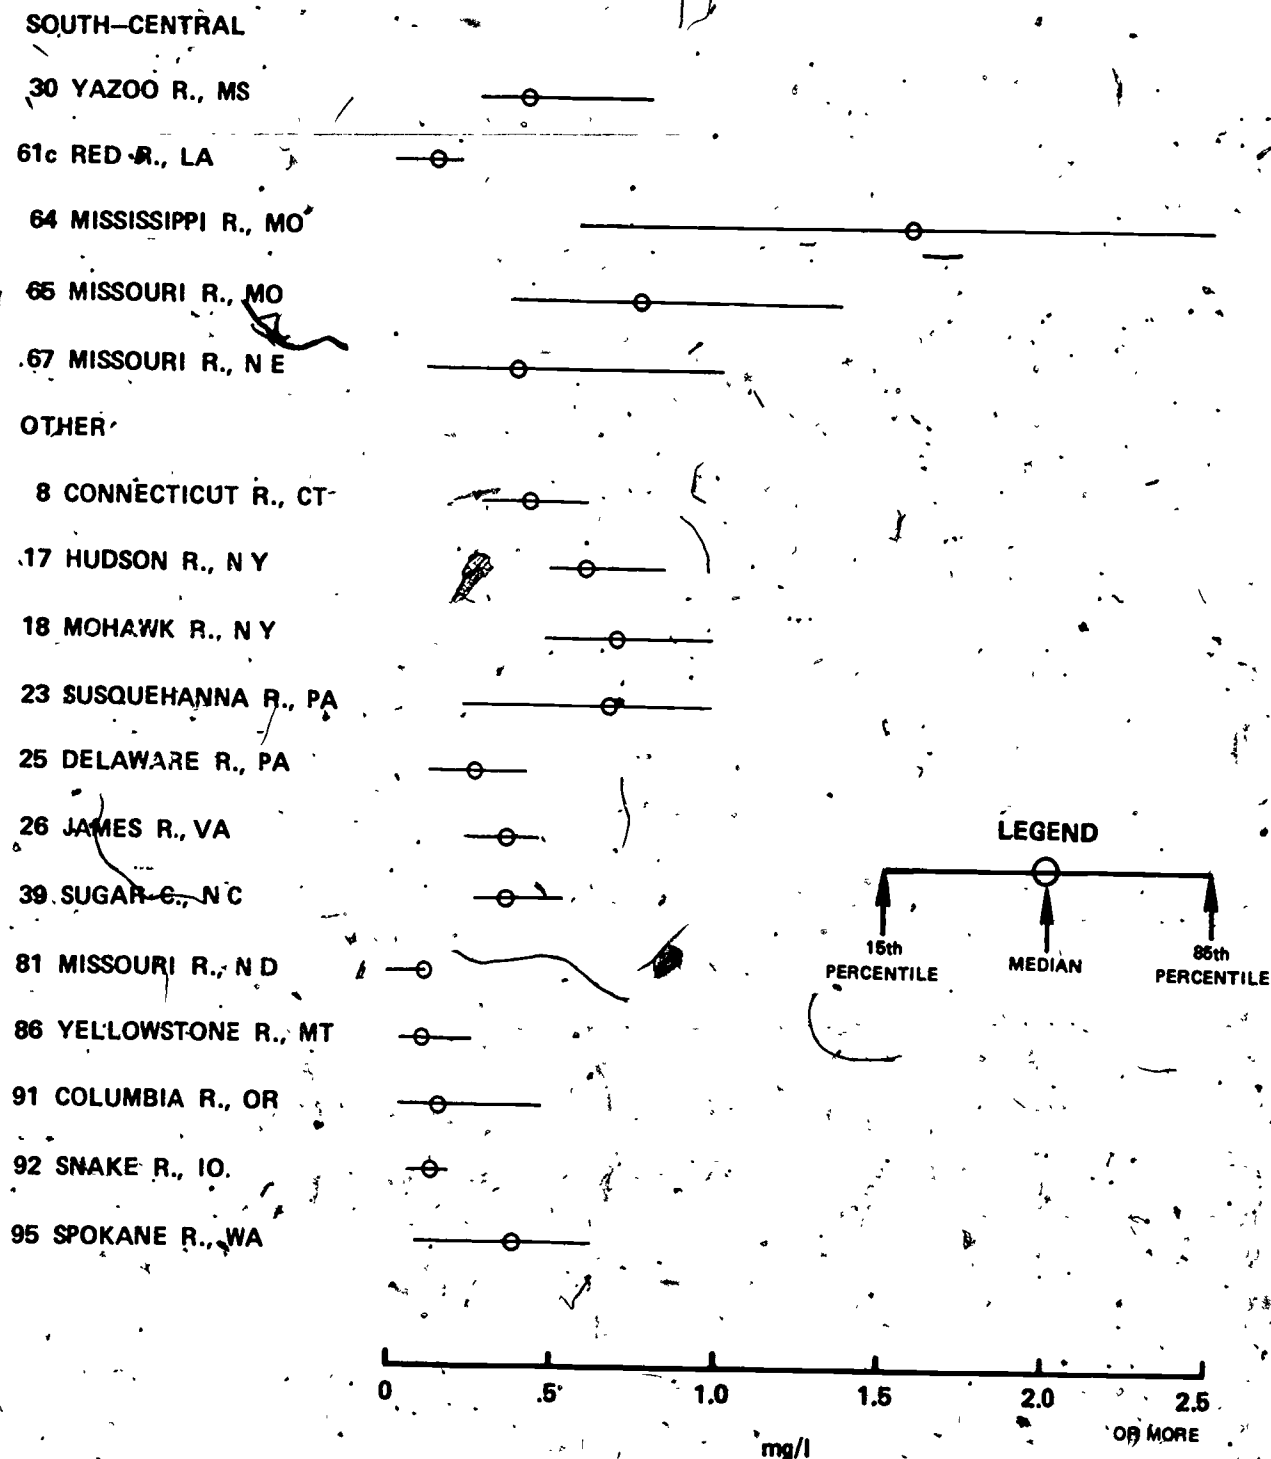 SOUTH–CENTRAL
30 YAZOO R., MS
61c RED R., LA
64 MISSISSIPPI R., MO
65 MISSOURI R., MO
67 MISSOURI R., NE
OTHER
8 CONNECTICUT R., CT
17 HUDSON R., NY
18 MOHAWK R., NY
23 SUSQUEHANNA R., PA
25 DELAWARE R., PA
26 JAMES R., VA
39 SUGAR C., NC
81 MISSOURI R., ND
86 YELLOWSTONE R., MT
91 COLUMBIA R., OR
92 SNAKE R., IO.
95 SPOKANE R., WA
LEGEND
15th
PERCENTILE
MEDIAN
85th
PERCENTILE
0 .5 1.0 1.5 2.0 2.5
OR MORE
mg/l